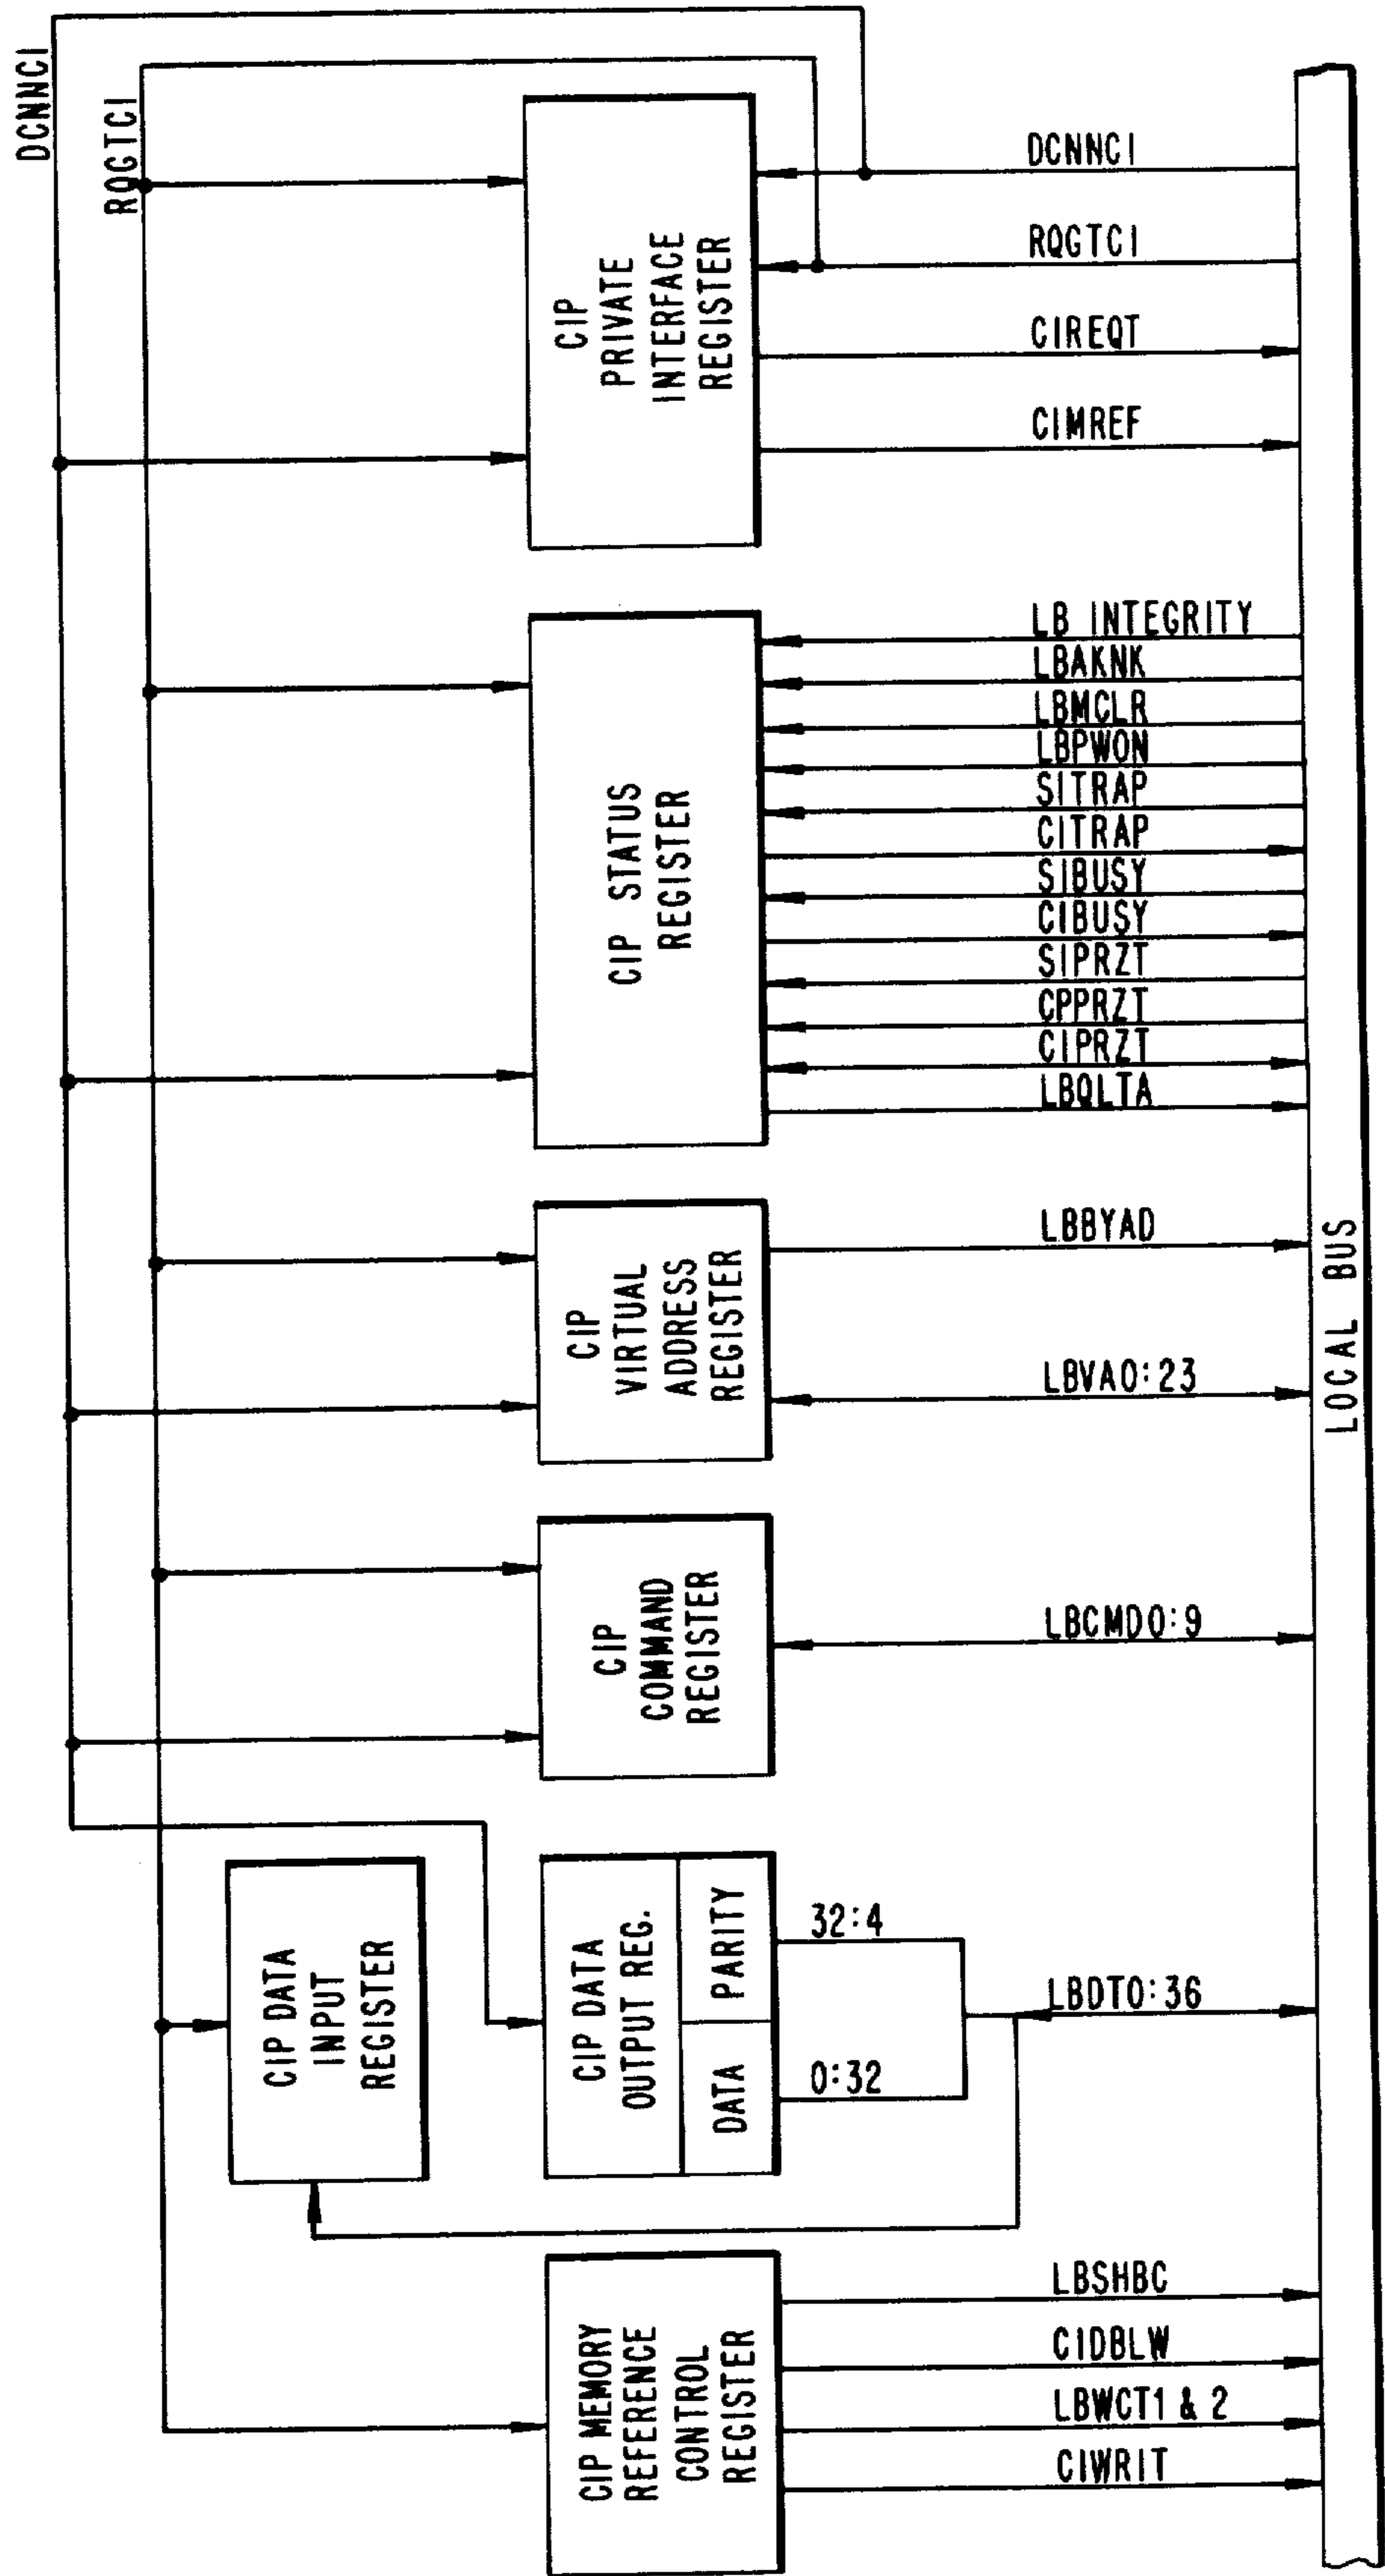 DCNNCI
RQGTCI
CIP MEMORY
REFERENCE
CONTROL
REGISTER
CIP DATA
INPUT
REGISTER
CIP DATA
OUTPUT REG.
DATA
PARITY
0:32
32:4
CIP
COMMAND
REGISTER
CIP
VIRTUAL
ADDRESS
REGISTER
CIP STATUS
REGISTER
CIP
PRIVATE
INTERFACE
REGISTER
CIWRIT
LBWCT1 & 2
CIDBLW
LBSHBC
LBDT0:36
LBCMD0:9
LBVA0:23
LBBYAD
LBQLTA
CIPRZT
CPPRZT
SIPRZT
CIBUSY
SIBUSY
CITRAP
SITRAP
LBPWON
LBMCLR
LBAKNK
LB INTEGRITY
CIMREF
CIREQT
RQGTCI
DCNNCI
LOCAL BUS